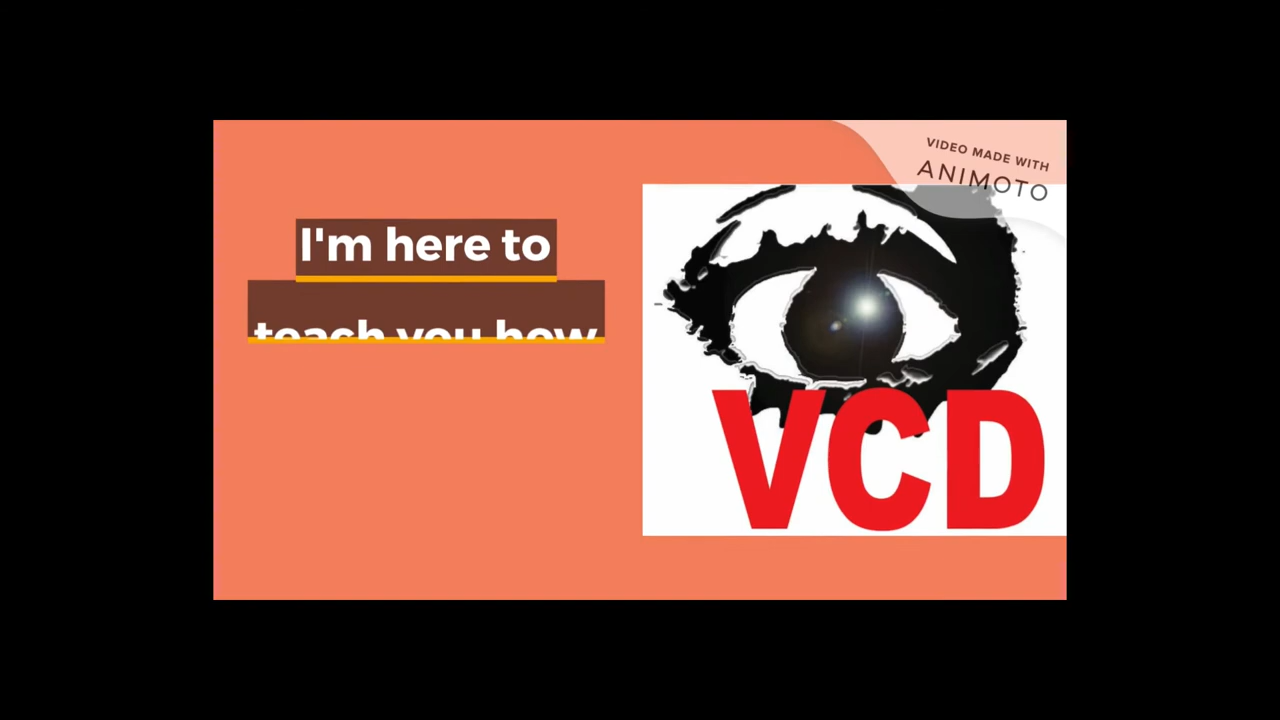 VIDEO MADE WITH
ANIMOTO
I'm here to
teach you how
VCD